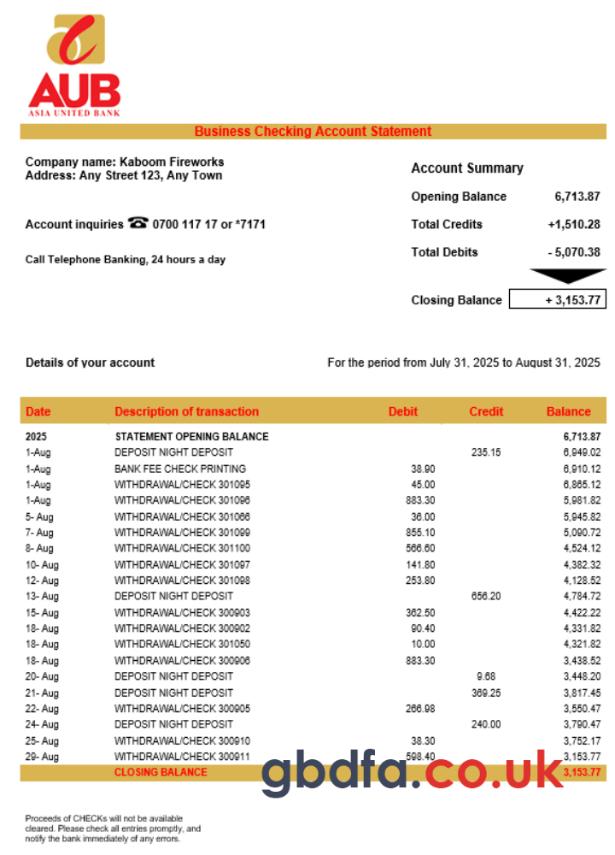 AUB
ASIA UNITED BANK
Business Checking Account Statement
Company name: Kaboom Fireworks
Address: Any Street 123, Any Town
Account inquiries ☎ 0700 117 17 or *7171
Call Telephone Banking, 24 hours a day
Account Summary
Opening Balance 6,713.87
Total Credits +1,510.28
Total Debits - 5,070.38
Closing Balance + 3,153.77
Details of your account For the period from July 31, 2025 to August 31, 2025
Date Description of transaction Debit Credit Balance
2025 STATEMENT OPENING BALANCE 6,713.87
1-Aug DEPOSIT NIGHT DEPOSIT 235.15 6,949.02
1-Aug BANK FEE CHECK PRINTING 38.90 6,910.12
1-Aug WITHDRAWAL/CHECK 301095 45.00 6,865.12
1-Aug WITHDRAWAL/CHECK 301096 883.30 5,981.82
5- Aug WITHDRAWAL/CHECK 301066 36.00 5,945.82
7- Aug WITHDRAWAL/CHECK 301099 855.10 5,090.72
8- Aug WITHDRAWAL/CHECK 301100 566.60 4,524.12
10- Aug WITHDRAWAL/CHECK 301097 141.80 4,382.32
12- Aug WITHDRAWAL/CHECK 301098 253.80 4,128.52
13- Aug DEPOSIT NIGHT DEPOSIT 656.20 4,784.72
15- Aug WITHDRAWAL/CHECK 300903 362.50 4,422.22
18- Aug WITHDRAWAL/CHECK 300902 90.40 4,331.82
18- Aug WITHDRAWAL/CHECK 301050 10.00 4,321.82
18- Aug WITHDRAWAL/CHECK 300906 883.30 3,438.52
20- Aug DEPOSIT NIGHT DEPOSIT 9.68 3,448.20
21- Aug DEPOSIT NIGHT DEPOSIT 369.25 3,817.45
22- Aug WITHDRAWAL/CHECK 300905 266.98 3,550.47
24- Aug DEPOSIT NIGHT DEPOSIT 240.00 3,790.47
25- Aug WITHDRAWAL/CHECK 300910 38.30 3,752.17
29- Aug WITHDRAWAL/CHECK 300911 598.40 3,153.77
CLOSING BALANCE 3,153.77
gbdfa.co.uk
Proceeds of CHECKs will not be available
cleared. Please check all entries promptly, and
notify the bank immediately of any errors.